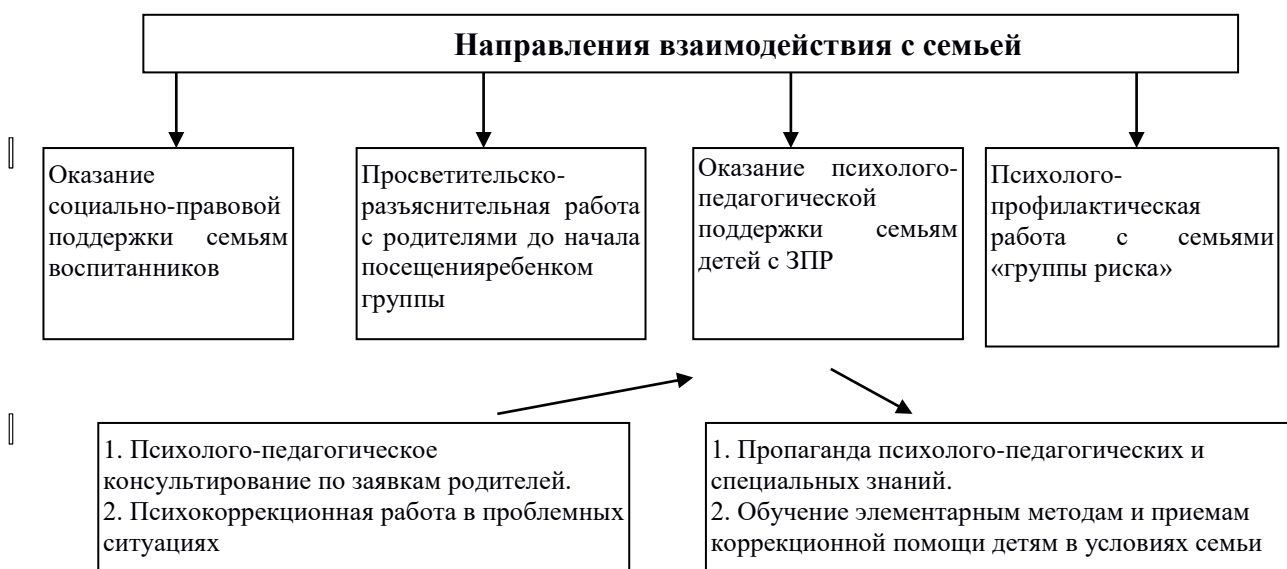 Направления взаимодействия с семьей
Оказание
социально-правовой
поддержки семьям
воспитанников
Просветительско-
разъяснительная работа
с родителями до начала
посещенияребенком
группы
Оказание психолого-
педагогической
поддержки семьям
детей с ЗПР
Психолого-
профилактическая
работа с семьями
«группы риска»
1. Психолого-педагогическое
консультирование по заявкам родителей.
2. Психокоррекционная работа в проблемных
ситуациях
1. Пропаганда психолого-педагогических и
специальных знаний.
2. Обучение элементарным методам и приемам
коррекционной помощи детям в условиях семьи